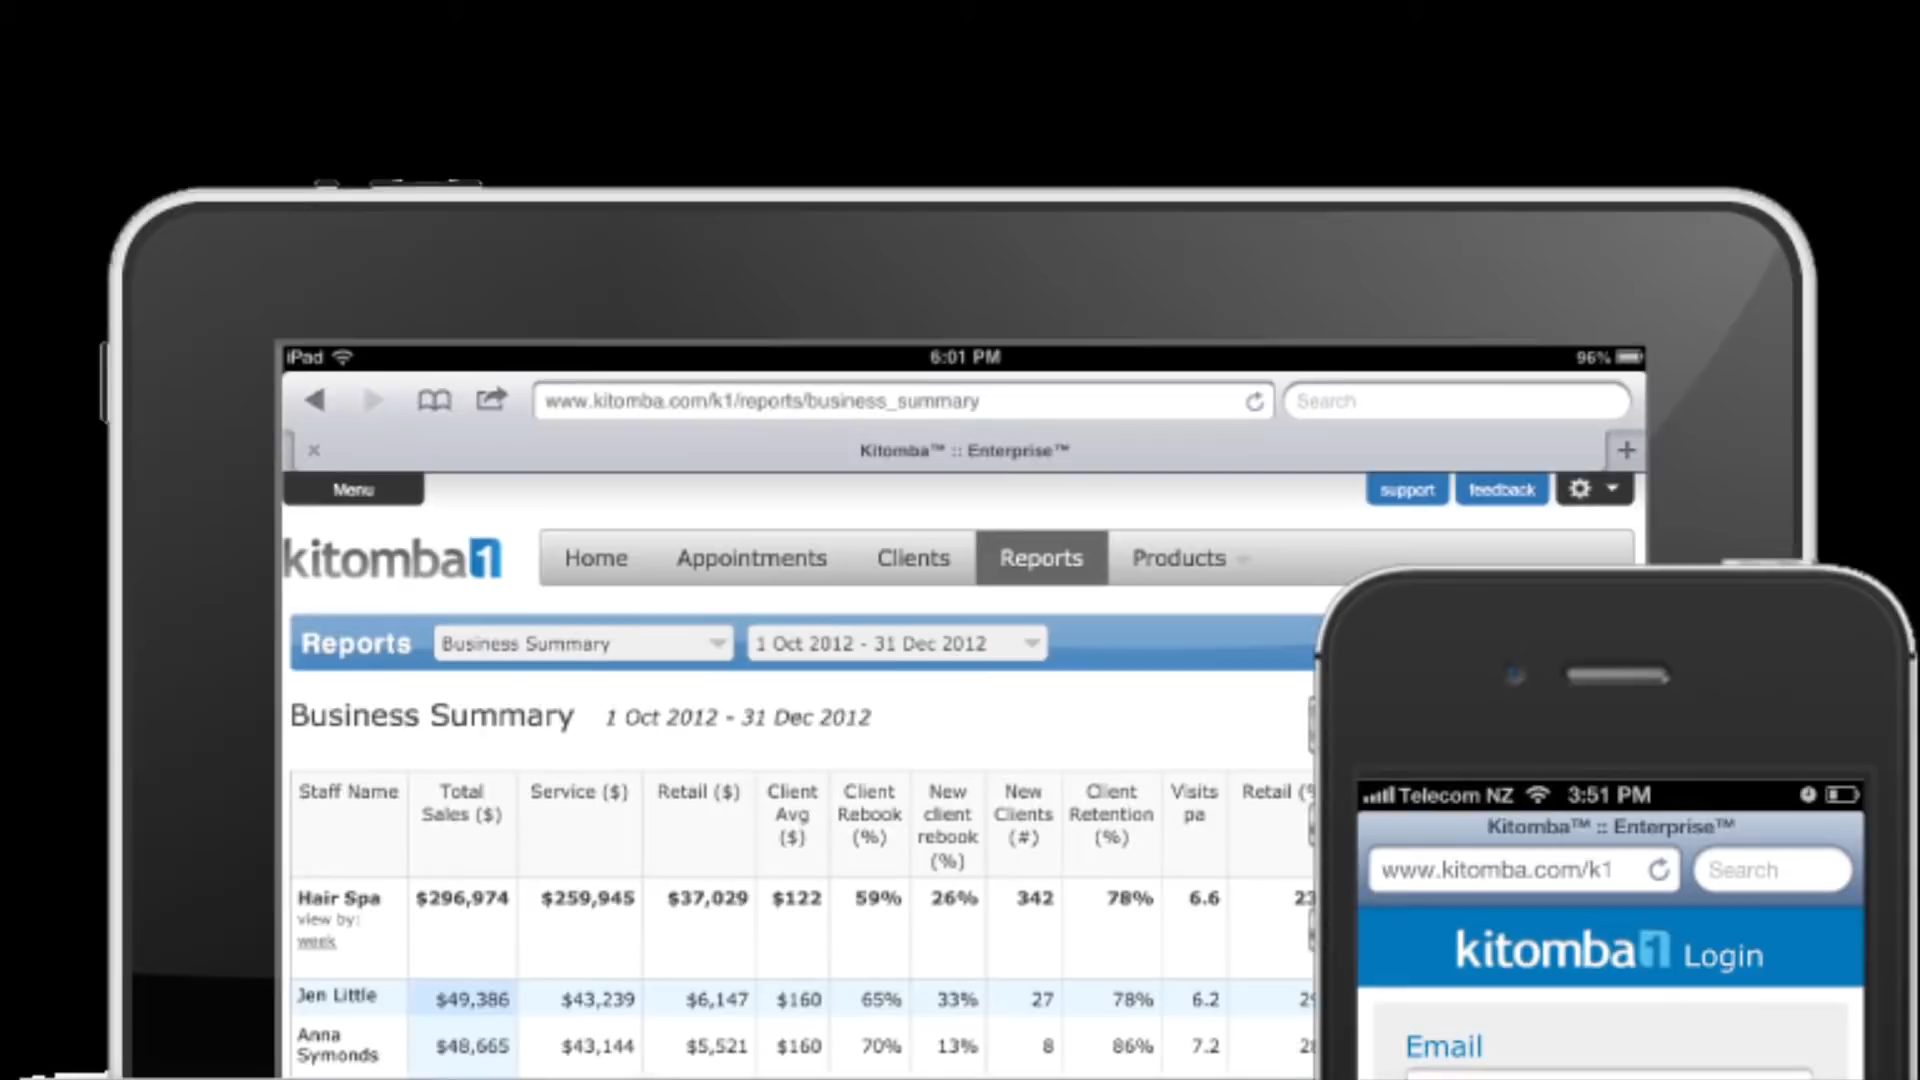 iPad 6:01 PM 96%
www.kitomba.com/k1/reports/business_summary Search
Kitomba™ :: Enterprise™
Menu support feedback
kitomba1 Home Appointments Clients Reports Products
Reports Business Summary 1 Oct 2012 - 31 Dec 2012
Business Summary 1 Oct 2012 - 31 Dec 2012
Staff Name Total Sales ($) Service ($) Retail ($) Client Avg ($) Client Rebook (%) New client rebook (%) New Clients (#) Client Retention (%) Visits pa Retail
Hair Spa $296,974 $259,945 $37,029 $122 59% 26% 342 78% 6.6
view by:
week
Jen Little $49,386 $43,239 $6,147 $160 65% 33% 27 78% 6.2
Anna Symonds $48,665 $43,144 $5,521 $160 70% 13% 8 86% 7.2
Telecom NZ 3:51 PM
Kitomba™ :: Enterprise™
www.kitomba.com/k1 Search
kitomba1 Login
Email